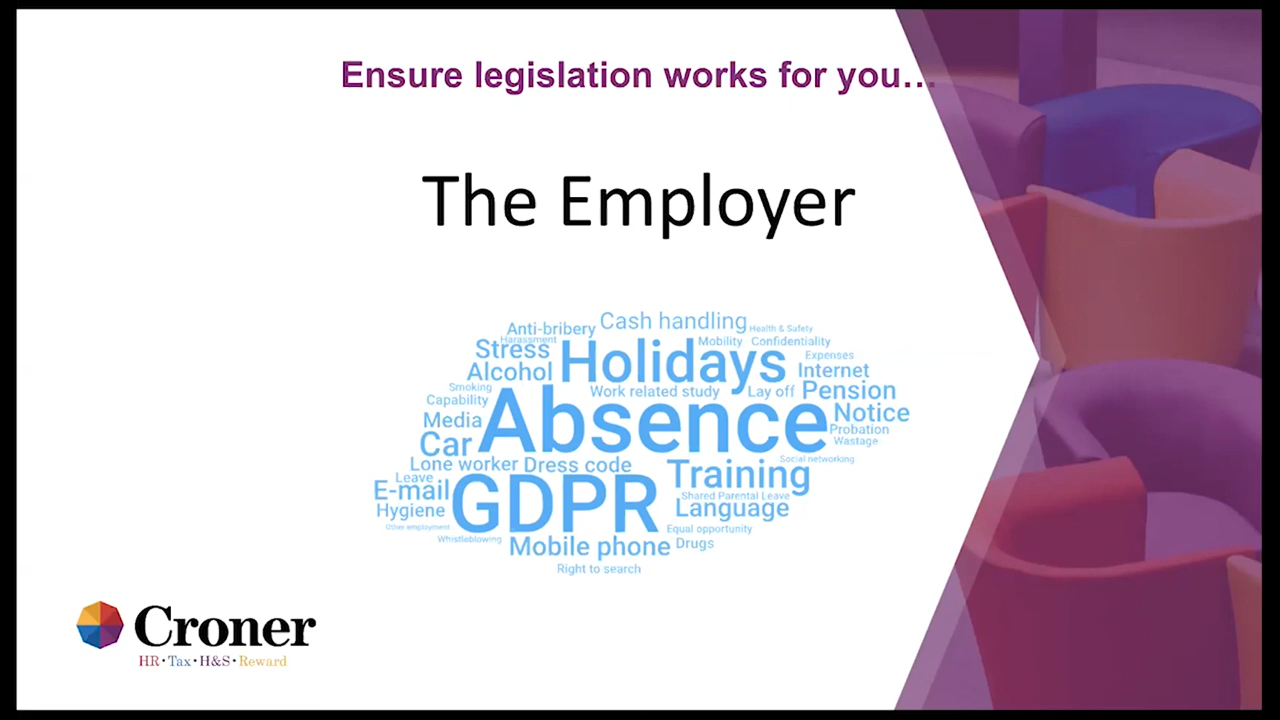 Ensure legislation works for you...
The Employer
Anti-bribery Cash handling Health & Safety
Harassment Mobility Confidentiality
Stress Holidays Expenses
Alcohol Internet
Smoking Work related study Lay off Pension
Capability Absence Notice
Media Probation
Car Wastage
Lone worker Dress code Social networking
Leave Training
E-mail GDPR Shared Parental Leave
Hygiene Language
Other employment Equal opportunity
Whistleblowing Mobile phone Drugs
Right to search
Croner
HR•Tax•H&S•Reward